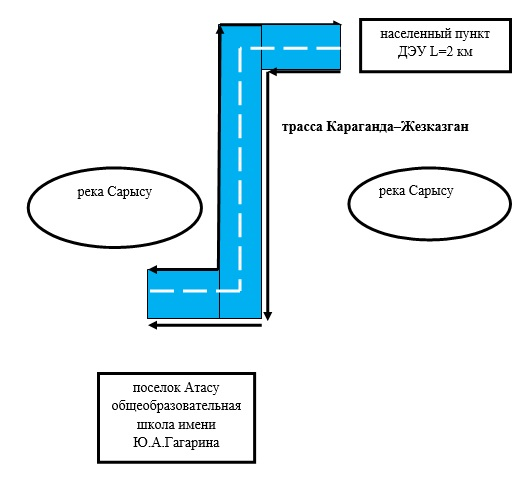 населенный пункт
ДЭУ L=2 км
трасса Караганда–Жезказган
река Сарысу
река Сарысу
поселок Атасу
общеобразовательная
школа имени
Ю.А.Гагарина